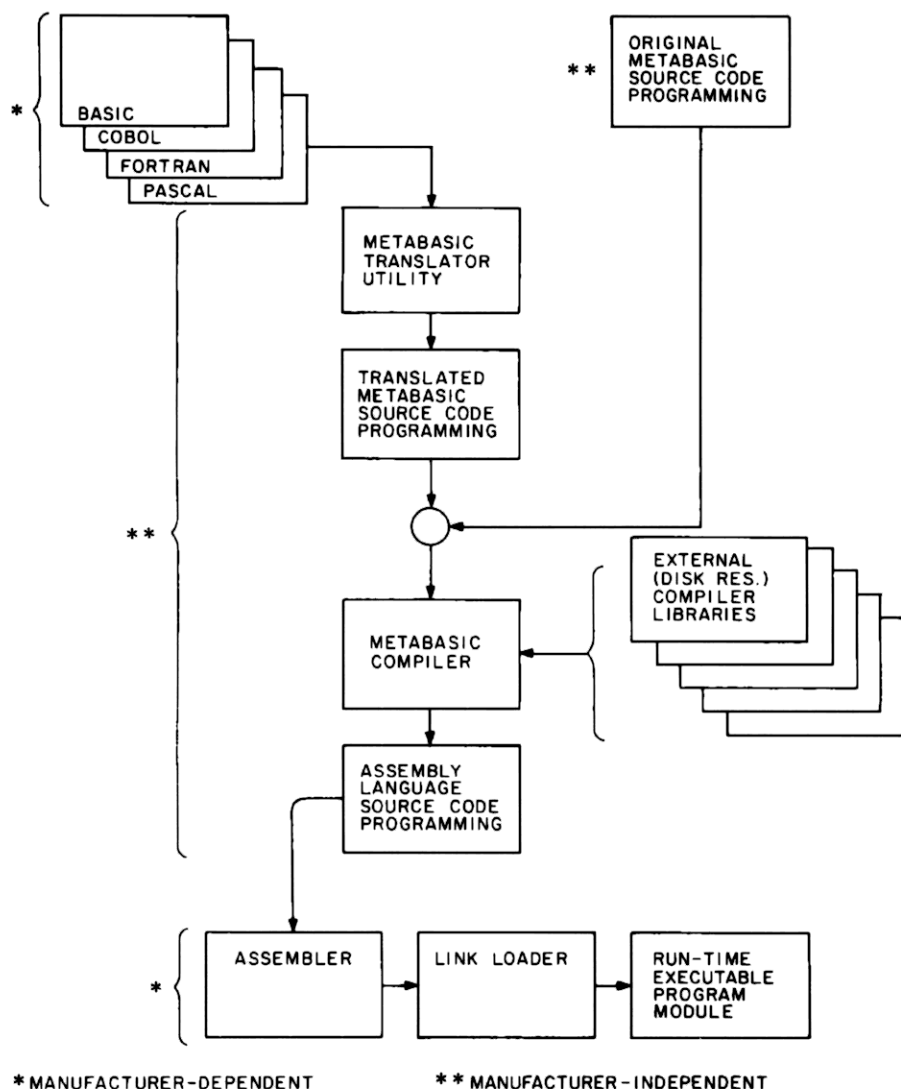 *
BASIC
COBOL
FORTRAN
PASCAL
**
ORIGINAL
METABASIC
SOURCE CODE
PROGRAMMING
METABASIC
TRANSLATOR
UTILITY
TRANSLATED
METABASIC
SOURCE CODE
PROGRAMMING
**
EXTERNAL
(DISK RES.)
COMPILER
LIBRARIES
METABASIC
COMPILER
ASSEMBLY
LANGUAGE
SOURCE CODE
PROGRAMMING
*
ASSEMBLER
LINK LOADER
RUN-TIME
EXECUTABLE
PROGRAM
MODULE
* MANUFACTURER-DEPENDENT
** MANUFACTURER-INDEPENDENT